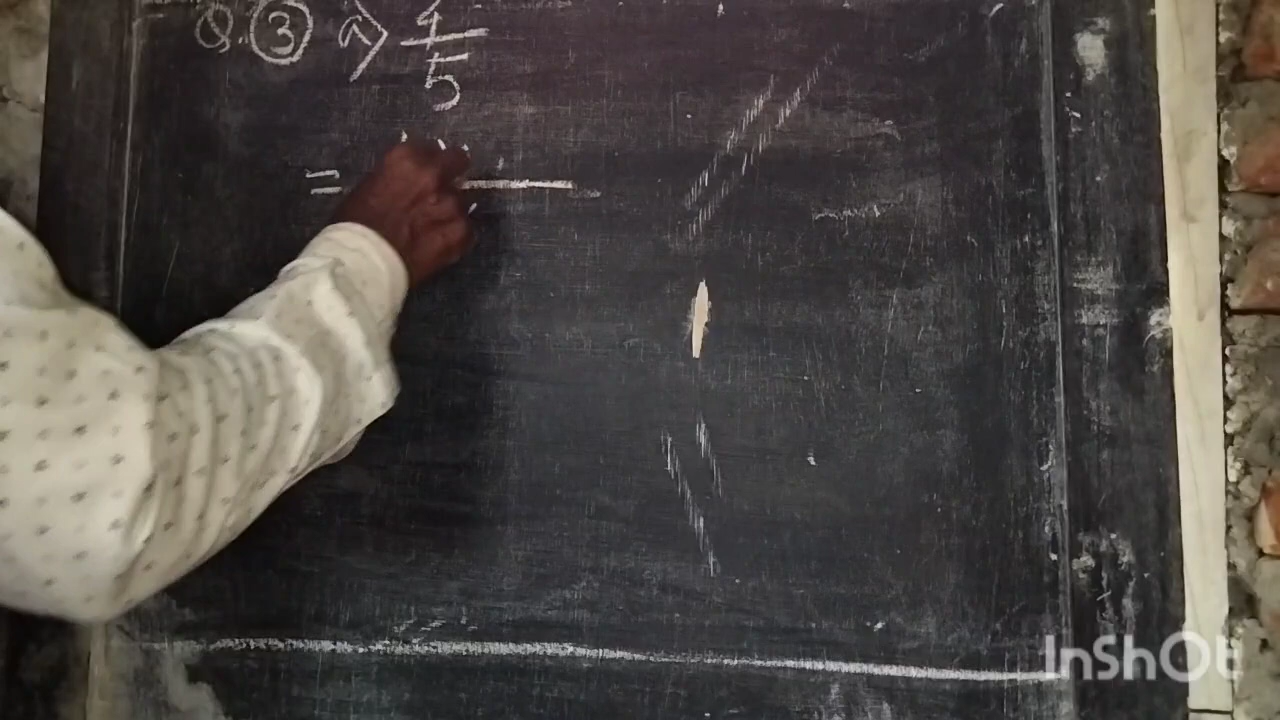 Q. ③ a> 4/5
=
InShOt